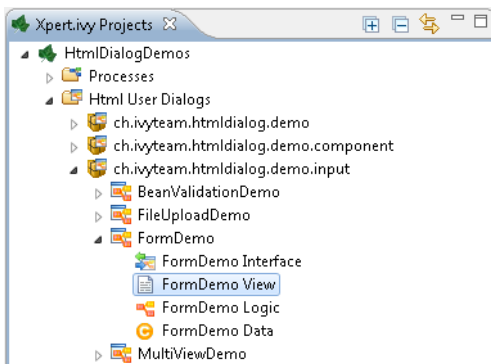 Xpert.ivy Projects
HtmlDialogDemos
Processes
Html User Dialogs
ch.ivyteam.htmldialog.demo
ch.ivyteam.htmldialog.demo.component
ch.ivyteam.htmldialog.demo.input
BeanValidationDemo
FileUploadDemo
FormDemo
FormDemo Interface
FormDemo View
FormDemo Logic
FormDemo Data
MultiViewDemo